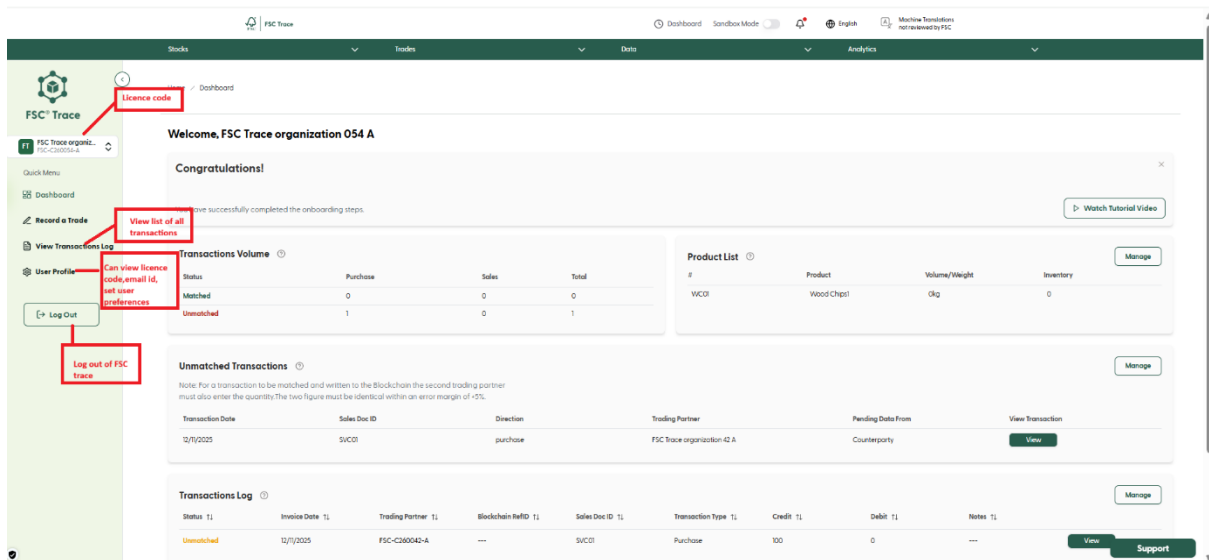 FSC
FSC Trace
Dashboard
Sandbox Mode
English
Machine Translations
not reviewed by FSC
Stocks
Trades
Data
Analytics
FSC® Trace
Licence code
FT
FSC Trace organiz...
FSC-C260054-A
Quick Menu
Dashboard
Record a Trade
View Transactions Log
User Profile
Log Out
View list of all
transactions
Can view licence
code,email id,
set user
preferences
Log out of FSC
trace
/ Dashboard
Welcome, FSC Trace organization 054 A
Congratulations!
have successfully completed the onboarding steps.
Watch Tutorial Video
Transactions Volume
Status Purchase Sales Total
Matched 0 0 0
Unmatched 1 0 1
Product List
Manage
# Product Volume/Weight Inventory
WC01 Wood Chips1 0kg 0
Unmatched Transactions
Manage
Note: For a transaction to be matched and written to the Blockchain the second trading partner
must also enter the quantity.The two figure must be identical within an error margin of +5%.
Transaction Date Sales Doc ID Direction Trading Partner Pending Data From View Transaction
12/11/2025 SVC01 purchase FSC Trace organization 42 A Counterparty View
Transactions Log
Manage
Status Invoice Date Trading Partner Blockchain RefID Sales Doc ID Transaction Type Credit Debit Notes
Unmatched 12/11/2025 FSC-C260042-A --- SVC01 Purchase 100 0 --- View
Support